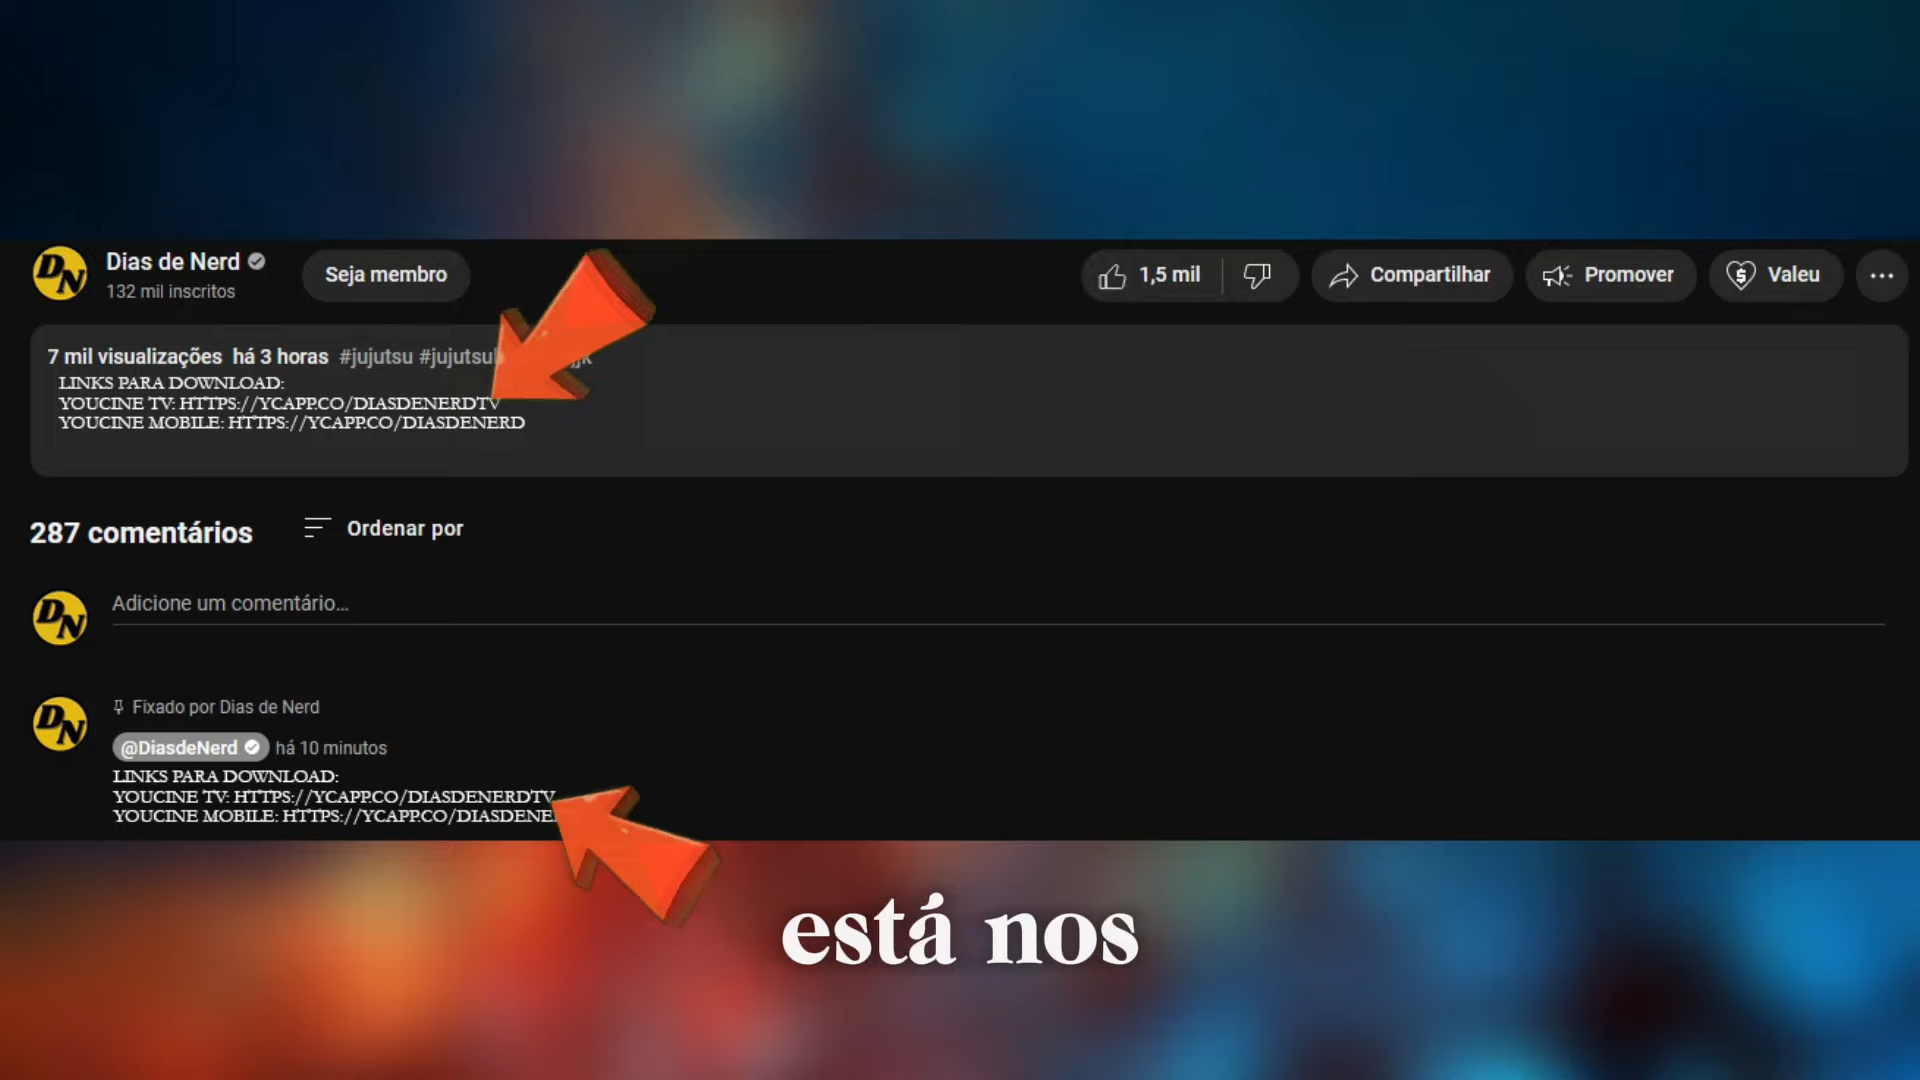 DN
Dias de Nerd
132 mil inscritos
Seja membro
1,5 mil
Compartilhar
Promover
Valeu
7 mil visualizações há 3 horas #jujutsu
LINKS PARA DOWNLOAD:
YOUCINE TV: HTTPS://YCAPP.CO/DIASDENERDTV
YOUCINE MOBILE: HTTPS://YCAPP.CO/DIASDENERD
287 comentários
Ordenar por
DN
Adicione um comentário...
DN
Fixado por Dias de Nerd
@DiasdeNerd há 10 minutos
LINKS PARA DOWNLOAD:
YOUCINE TV: HTTPS://YCAPP.CO/DIASDENERDTV
YOUCINE MOBILE: HTTPS://YCAPP.CO/DIASDENE
está nos